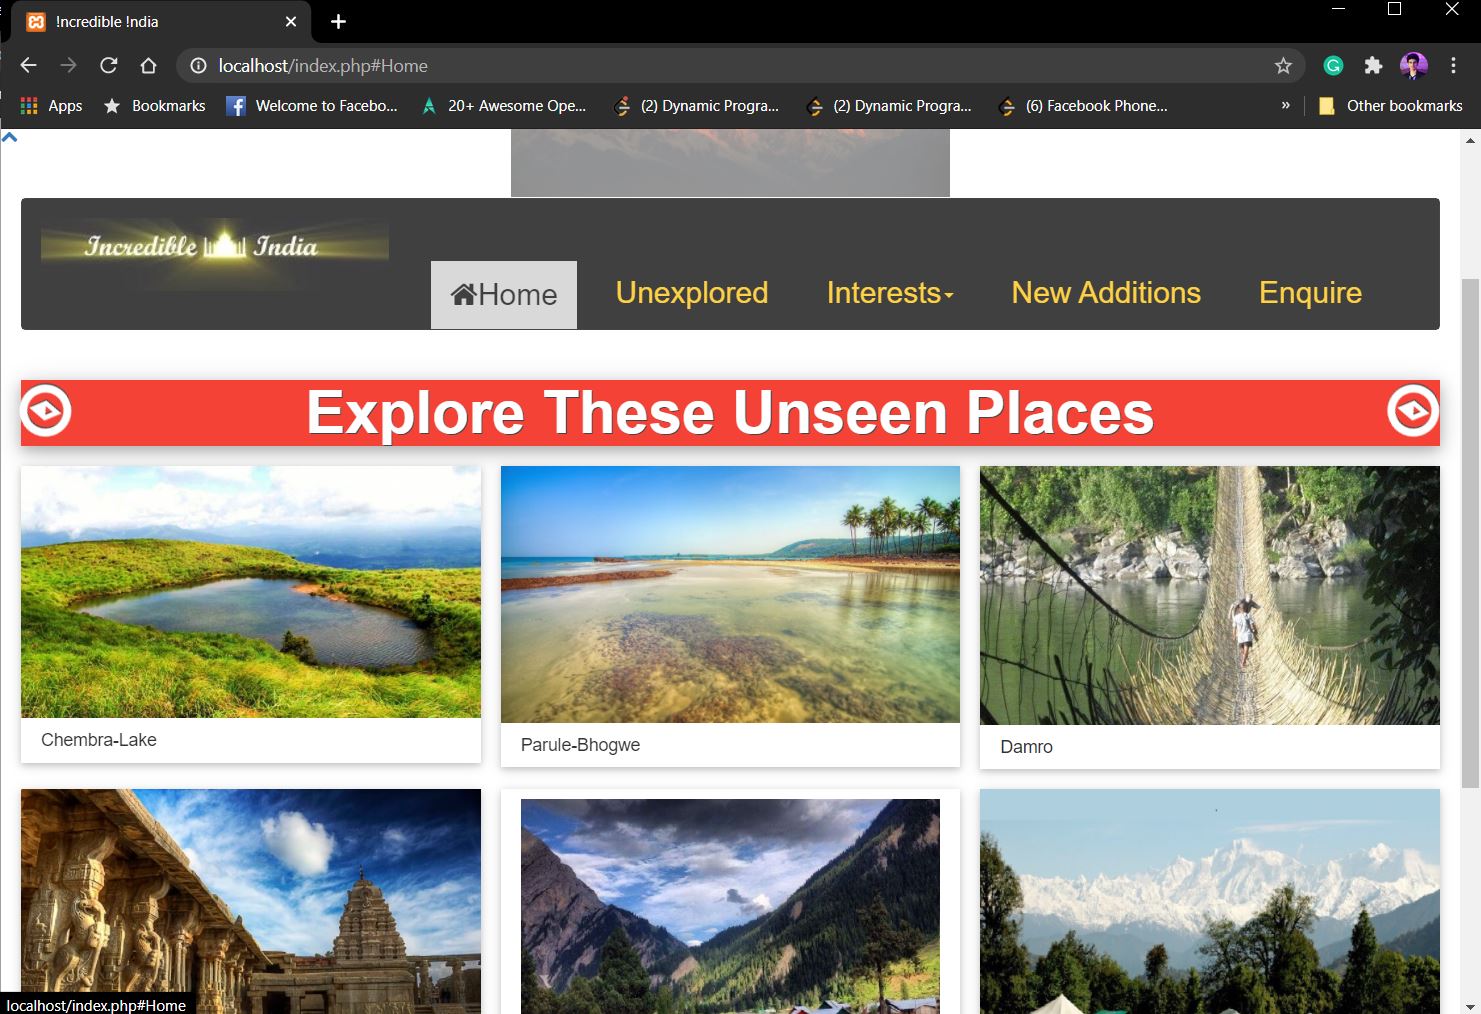 !ncredible !ndia
localhost/index.php#Home
Apps
Bookmarks
Welcome to Facebo...
20+ Awesome Ope...
(2) Dynamic Progra...
(2) Dynamic Progra...
(6) Facebook Phone...
»
Other bookmarks
Incredible India
Home
Unexplored
Interests
New Additions
Enquire
Explore These Unseen Places
Chembra-Lake
Parule-Bhogwe
Damro
localhost/index.php#Home